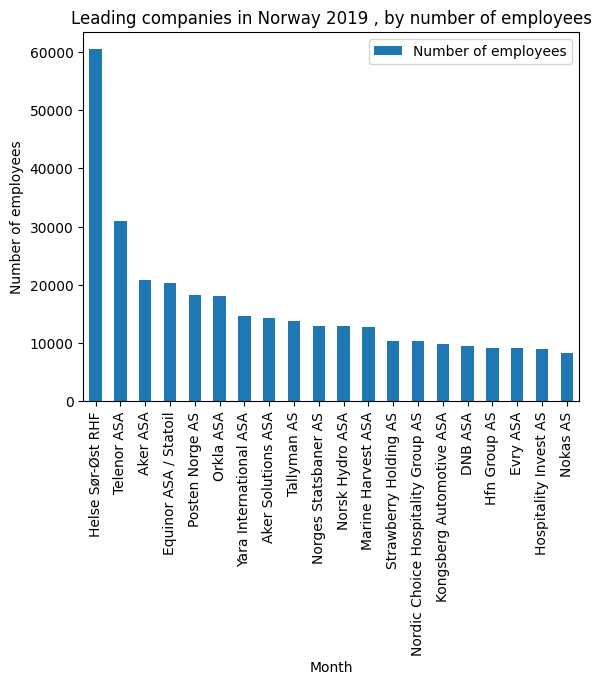 Leading companies in Norway 2019 , by number of employees
Number of employees
Number of employees
60000
50000
40000
30000
20000
10000
0
Helse Sør-Øst RHF
Telenor ASA
Aker ASA
Equinor ASA / Statoil
Posten Norge AS
Orkla ASA
Yara International ASA
Aker Solutions ASA
Tallyman AS
Norges Statsbaner AS
Norsk Hydro ASA
Marine Harvest ASA
Strawberry Holding AS
Nordic Choice Hospitality Group AS
Kongsberg Automotive ASA
DNB ASA
Hfn Group AS
Evry ASA
Hospitality Invest AS
Nokas AS
Month